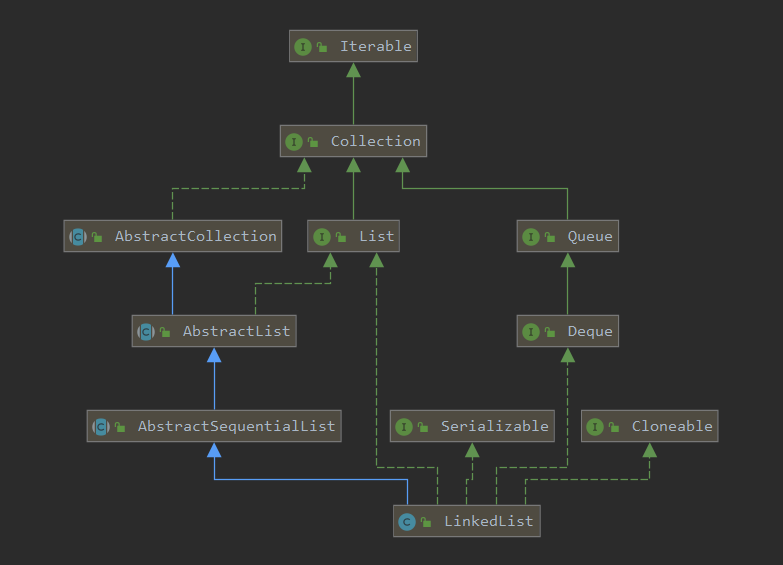 I Iterable
I Collection
C AbstractCollection
I List
I Queue
C AbstractList
I Deque
C AbstractSequentialList
I Serializable
I Cloneable
C LinkedList